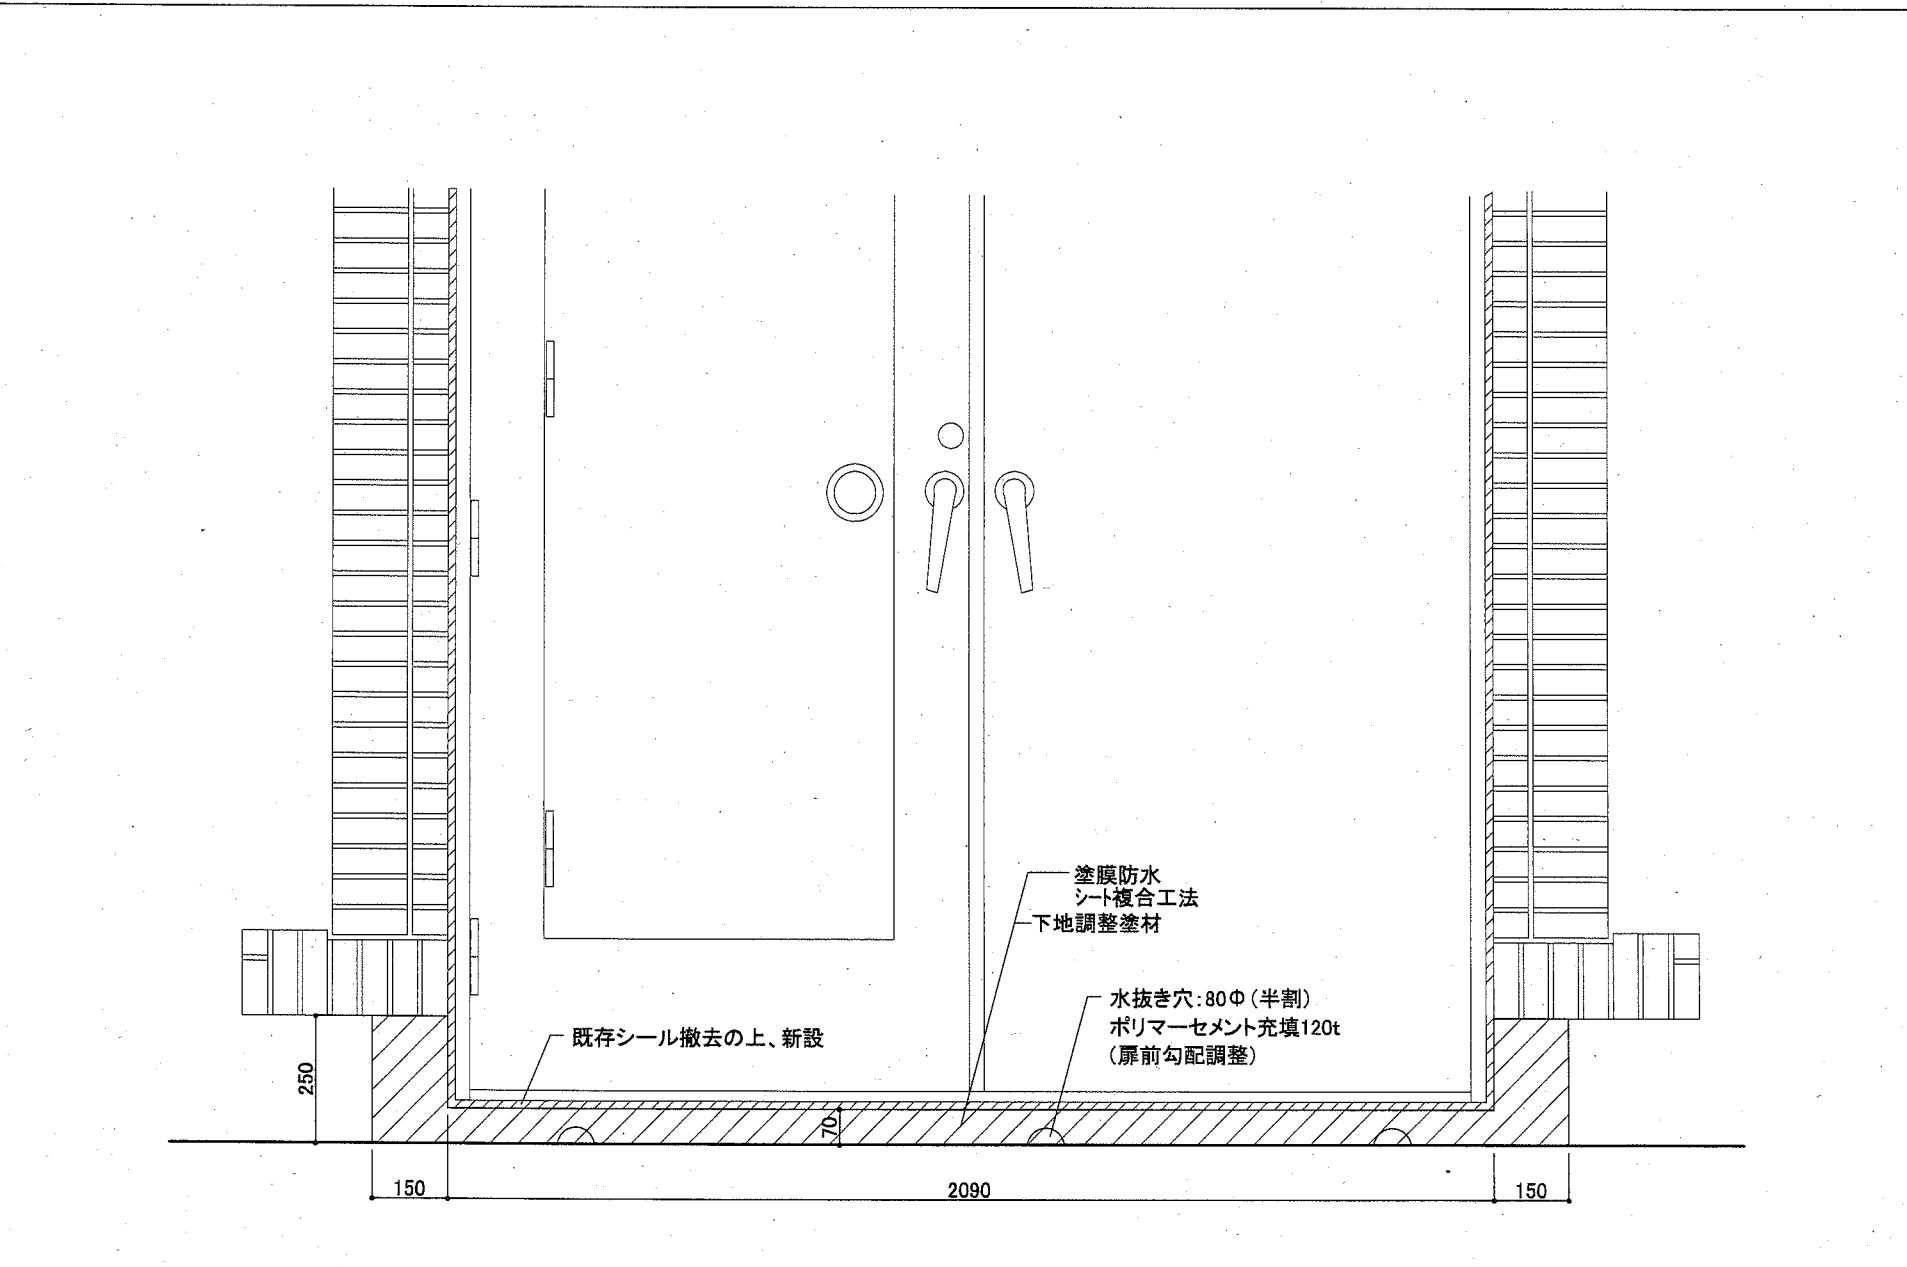 塗膜防水
シート複合工法
下地調整塗材
水抜き穴:80Φ(半割)
ポリマーセメント充填120t
(扉前勾配調整)
既存シール撤去の上、新設
250
70
150
2090
150